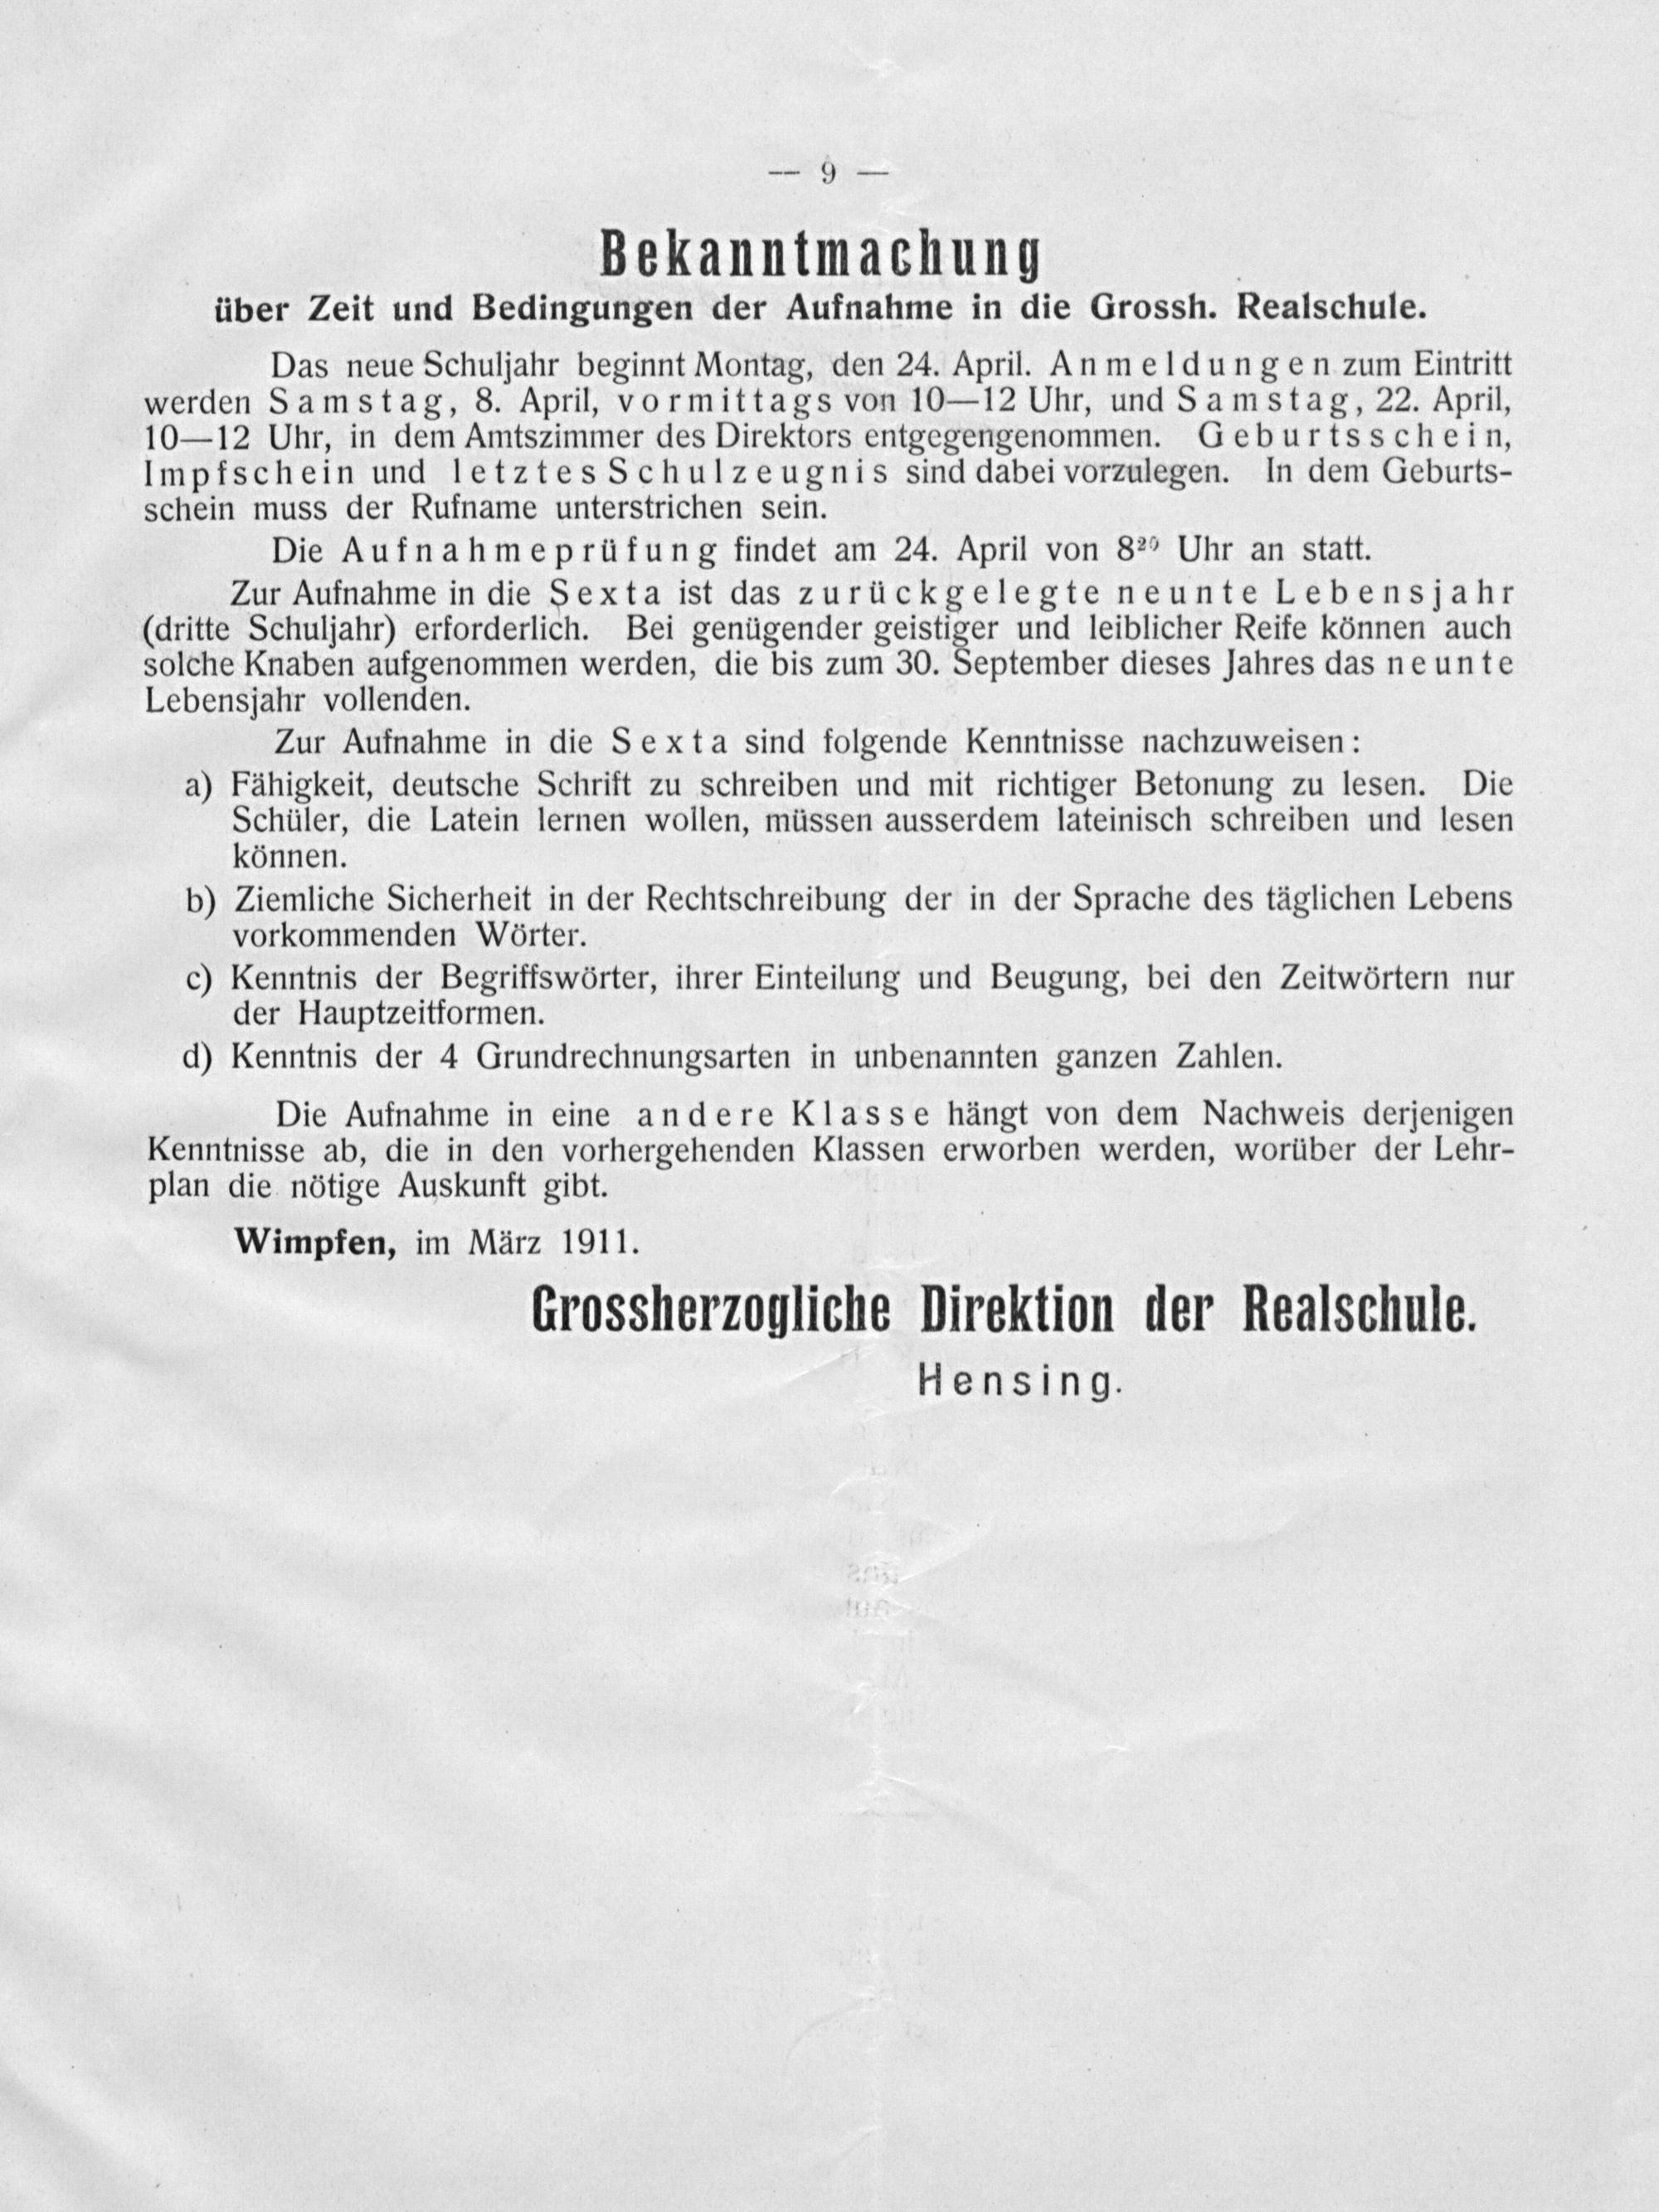 — 9 —
Bekanntmachung
über Zeit und Bedingungen der Aufnahme in die Grossh. Realschule.
Das neue Schuljahr beginnt Montag, den 24. April. Anmeldungen zum Eintritt
werden Samstag, 8. April, vormittags von 10—12 Uhr, und Samstag, 22. April,
10—12 Uhr, in dem Amtszimmer des Direktors entgegengenommen. Geburtsschein,
Impfschein und letztes Schulzeugnis sind dabei vorzulegen. In dem Geburts-
schein muss der Rufname unterstrichen sein.
Die Aufnahmeprüfung findet am 24. April von 8²⁰ Uhr an statt.
Zur Aufnahme in die Sexta ist das zurückgelegte neunte Lebensjahr
(dritte Schuljahr) erforderlich. Bei genügender geistiger und leiblicher Reife können auch
solche Knaben aufgenommen werden, die bis zum 30. September dieses Jahres das neunte
Lebensjahr vollenden.
Zur Aufnahme in die Sexta sind folgende Kenntnisse nachzuweisen:
a) Fähigkeit, deutsche Schrift zu schreiben und mit richtiger Betonung zu lesen. Die
Schüler, die Latein lernen wollen, müssen ausserdem lateinisch schreiben und lesen
können.
b) Ziemliche Sicherheit in der Rechtschreibung der in der Sprache des täglichen Lebens
vorkommenden Wörter.
c) Kenntnis der Begriffswörter, ihrer Einteilung und Beugung, bei den Zeitwörtern nur
der Hauptzeitformen.
d) Kenntnis der 4 Grundrechnungsarten in unbenannten ganzen Zahlen.
Die Aufnahme in eine andere Klasse hängt von dem Nachweis derjenigen
Kenntnisse ab, die in den vorhergehenden Klassen erworben werden, worüber der Lehr-
plan die nötige Auskunft gibt.
Wimpfen, im März 1911.
Grossherzogliche Direktion der Realschule.
Hensing.